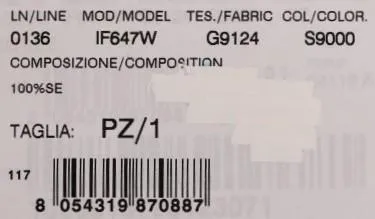 LN/LINE MOD/MODEL TES./FABRIC COL/COLOR.
0136 IF647W G9124 S9000
COMPOSIZIONE/COMPOSITION
100%SE
TAGLIA: PZ/1
117
8 054319 870887